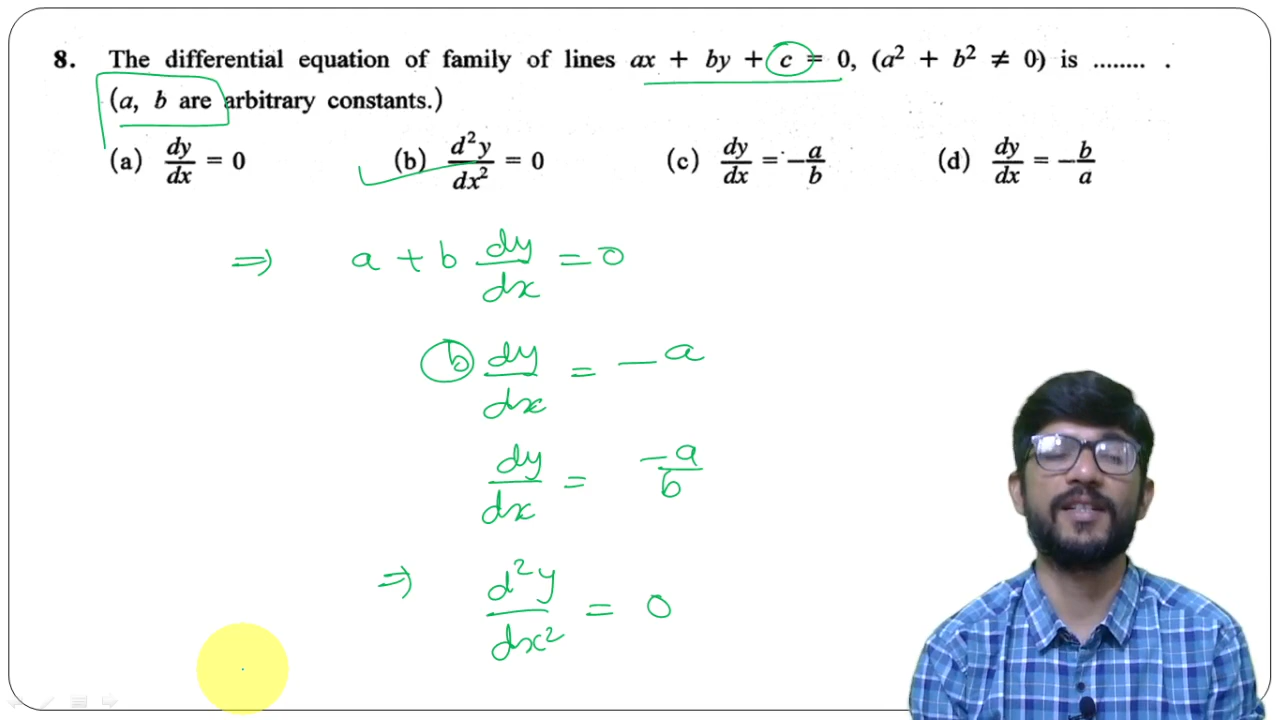 8. The differential equation of family of lines ax + by + c = 0, (a² + b² ≠ 0) is ........ .
(a, b are arbitrary constants.)
(a) dy/dx = 0 (b) d²y/dx² = 0 (c) dy/dx = -a/b (d) dy/dx = -b/a
⇒ a + b dy/dx = 0
b dy/dx = -a
dy/dx = -a/b
⇒ d²y/dx² = 0